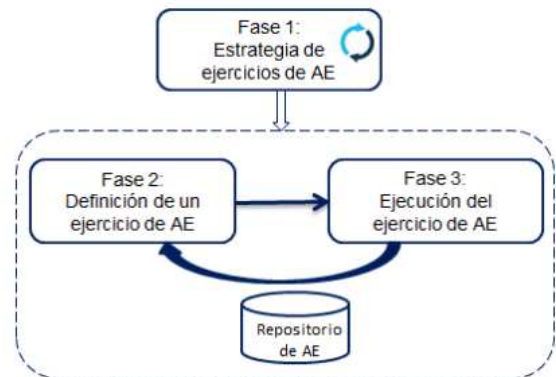 Fase 1:
Estrategia de
ejercicios de AE
Fase 2:
Definición de un
ejercicio de AE
Fase 3:
Ejecución del
ejercicio de AE
Repositorio
de AE